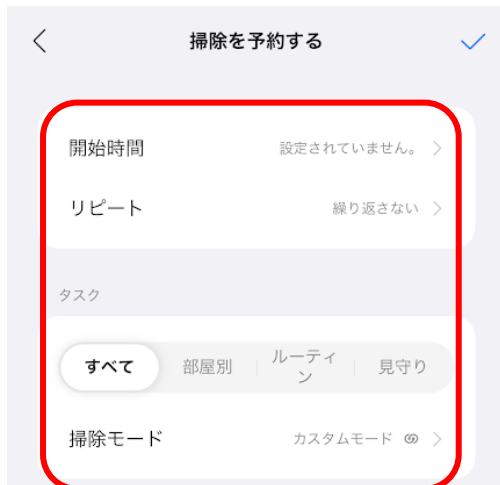 掃除を予約する
開始時間 設定されていません。
リピート 繰り返さない
タスク
すべて 部屋別 ルーティン 見守り
掃除モード カスタムモード